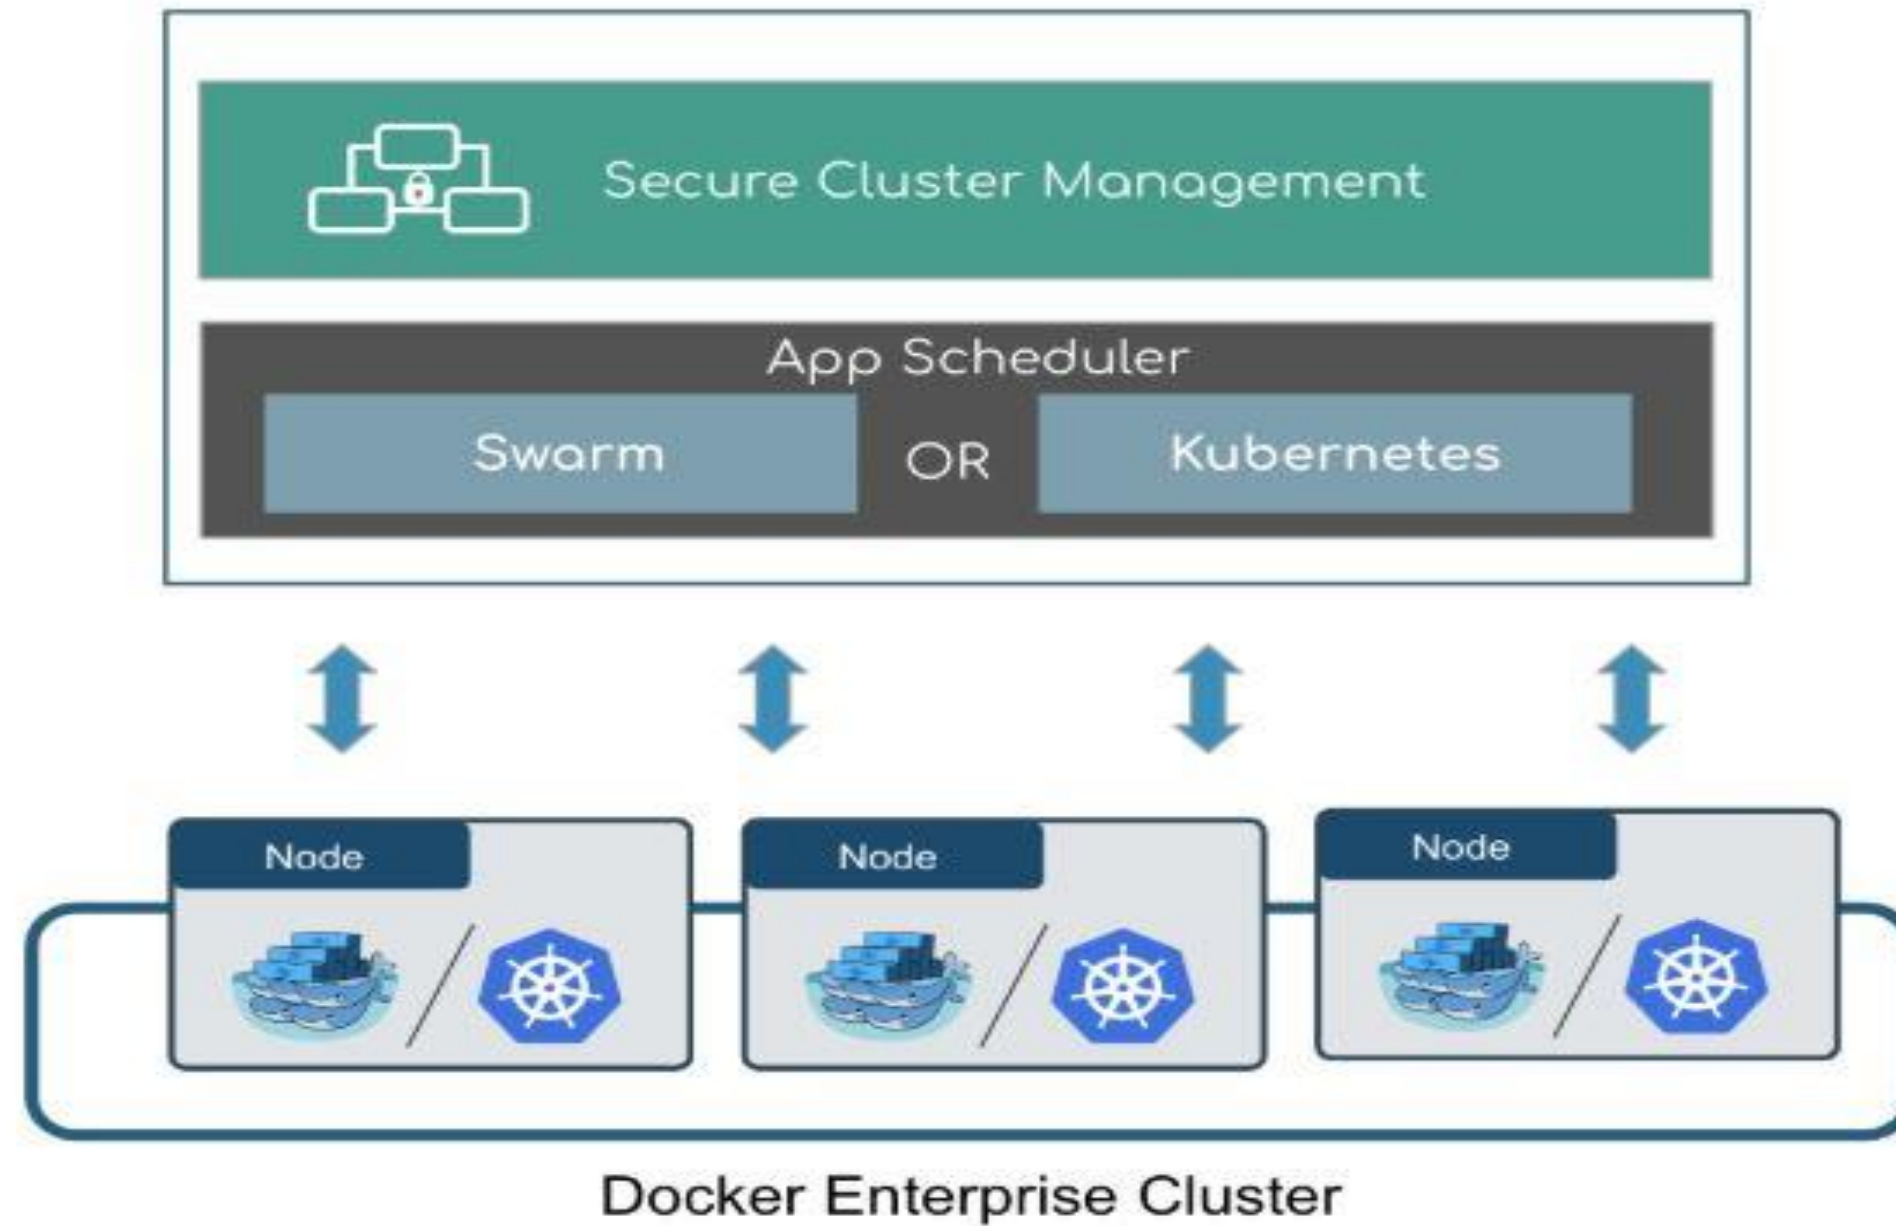 Secure Cluster Management
App Scheduler
Swarm
OR
Kubernetes
Node
Node
Node
Docker Enterprise Cluster